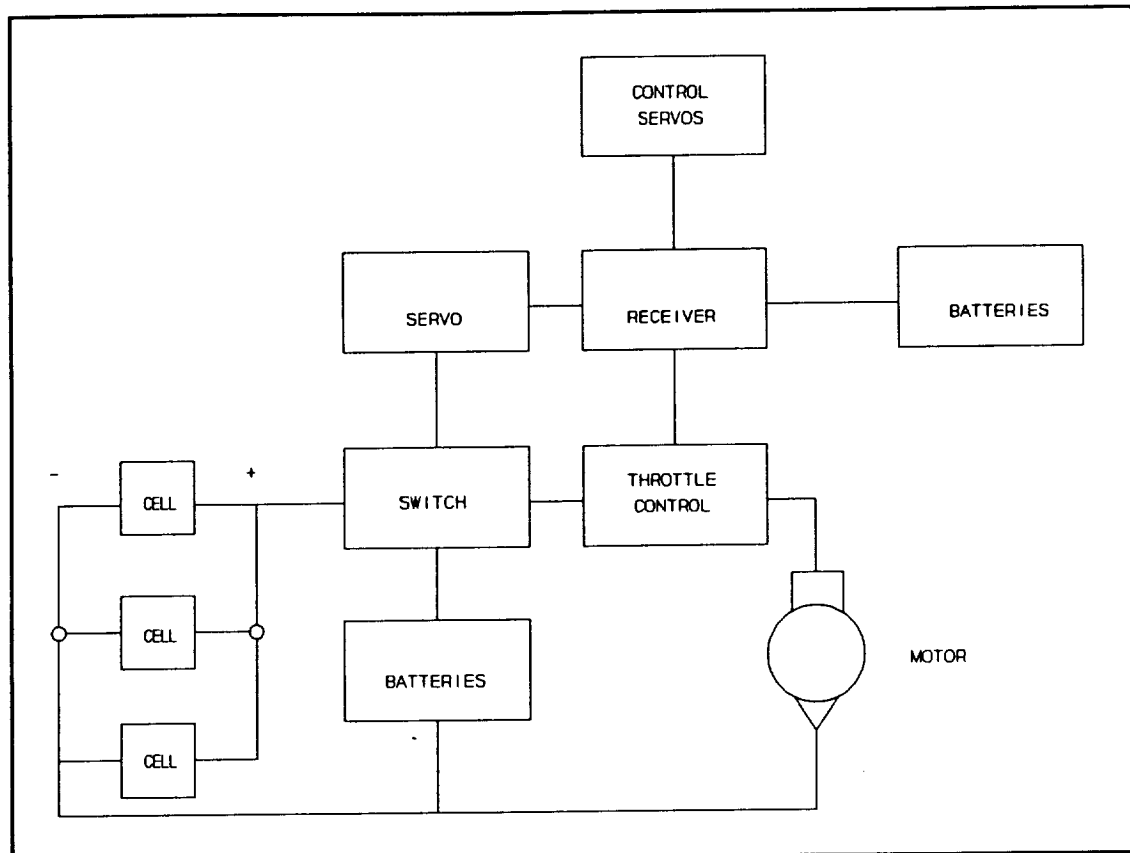 CONTROL
SERVOS
SERVO
RECEIVER
BATTERIES
- CELL +
SWITCH
THROTTLE
CONTROL
CELL
BATTERIES
MOTOR
CELL